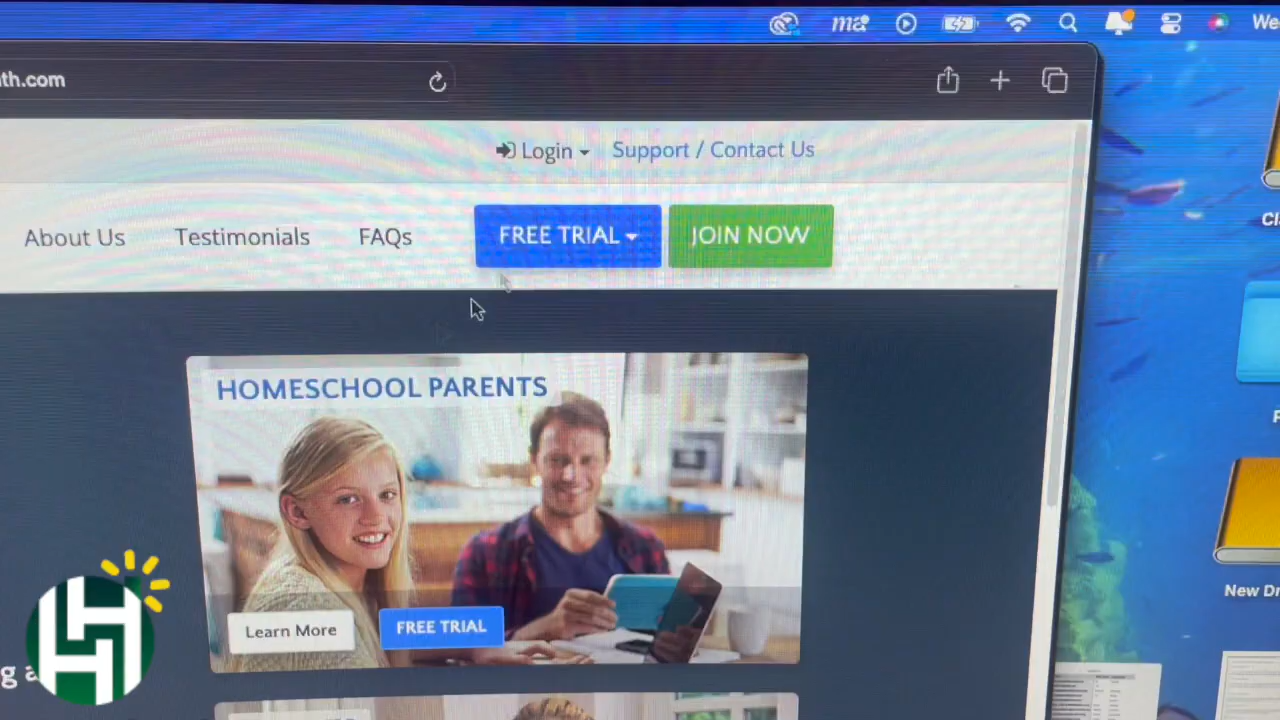 We
th.com
Login
Support / Contact Us
About Us
Testimonials
FAQs
FREE TRIAL
JOIN NOW
HOMESCHOOL PARENTS
Learn More
FREE TRIAL
New Dr